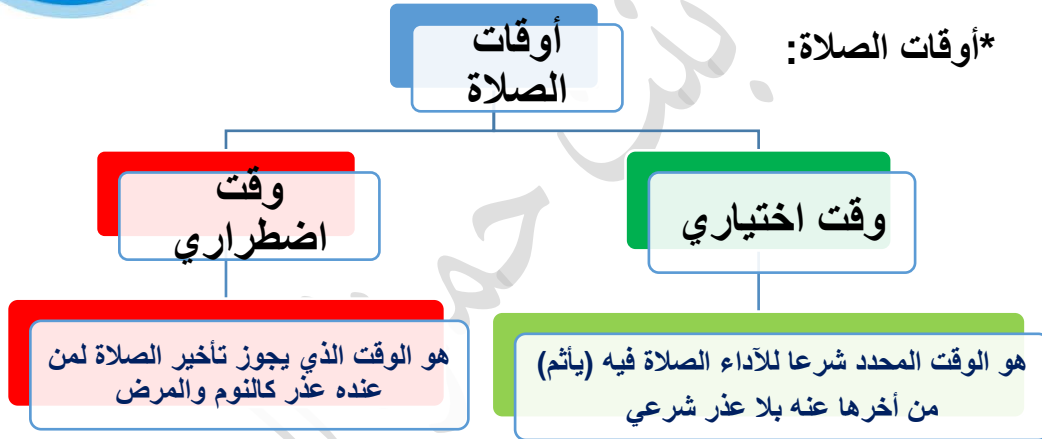 *أوقات الصلاة:
أوقات
الصلاة
وقت اختياري
وقت
اضطراري
هو الوقت المحدد شرعا للآداء الصلاة فيه (يأثم)
من أخرها عنه بلا عذر شرعي
هو الوقت الذي يجوز تأخير الصلاة لمن
عنده عذر كالنوم والمرض